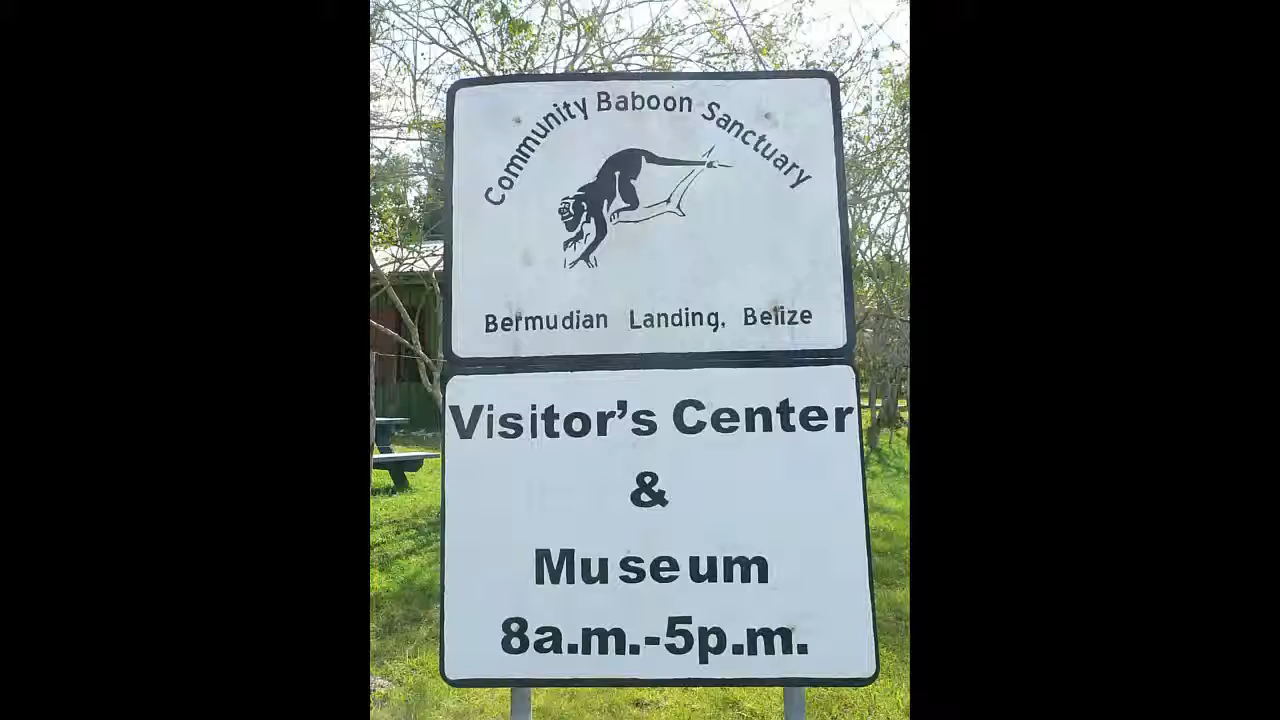 Community Baboon Sanctuary
Bermudian Landing, Belize
Visitor's Center
&
Museum
8a.m.-5p.m.